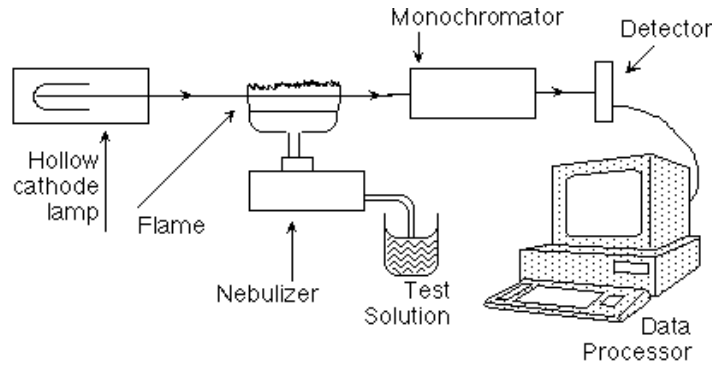 Monochromator
Detector
Hollow
cathode
lamp
Flame
Nebulizer
Test
Solution
Data
Processor